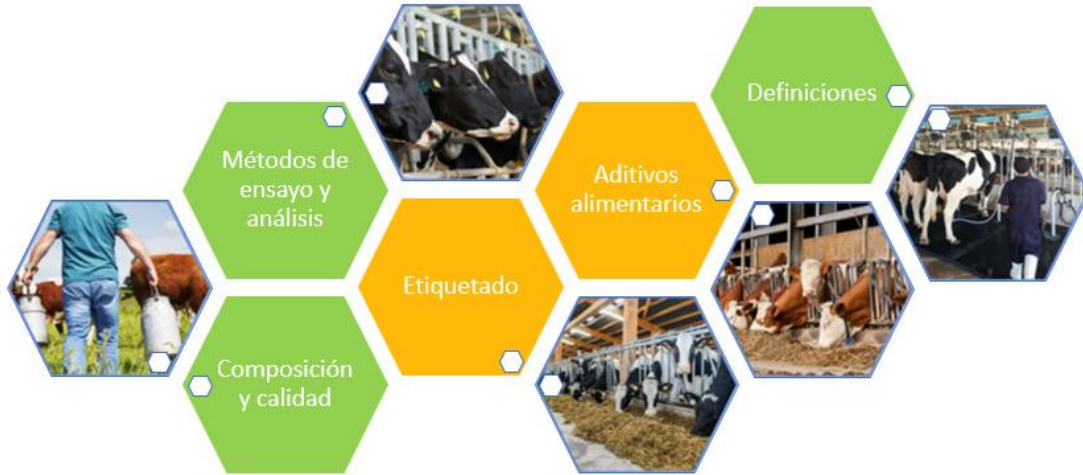 Métodos de
ensayo y
análisis
Composición
y calidad
Etiquetado
Aditivos
alimentarios
Definiciones